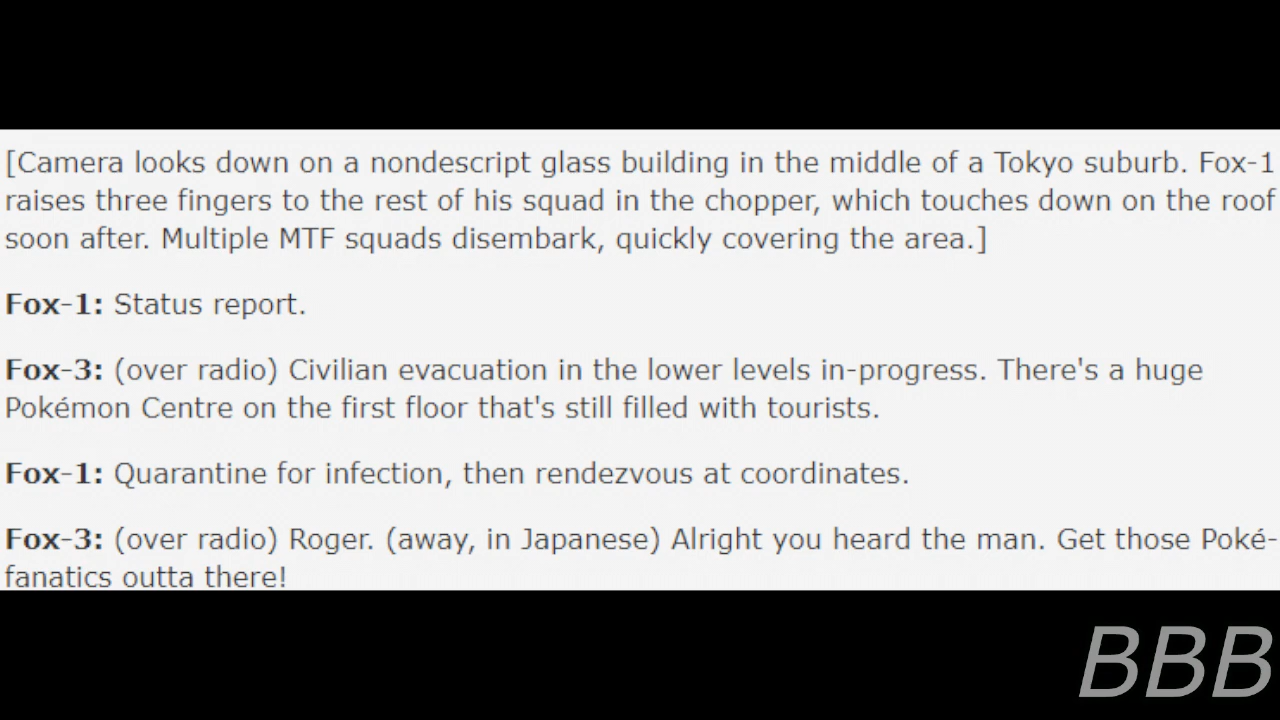 [Camera looks down on a nondescript glass building in the middle of a Tokyo suburb. Fox-1
raises three fingers to the rest of his squad in the chopper, which touches down on the roof
soon after. Multiple MTF squads disembark, quickly covering the area.]
Fox-1: Status report.
Fox-3: (over radio) Civilian evacuation in the lower levels in-progress. There's a huge
Pokémon Centre on the first floor that's still filled with tourists.
Fox-1: Quarantine for infection, then rendezvous at coordinates.
Fox-3: (over radio) Roger. (away, in Japanese) Alright you heard the man. Get those Poké-
fanatics outta there!
BBB